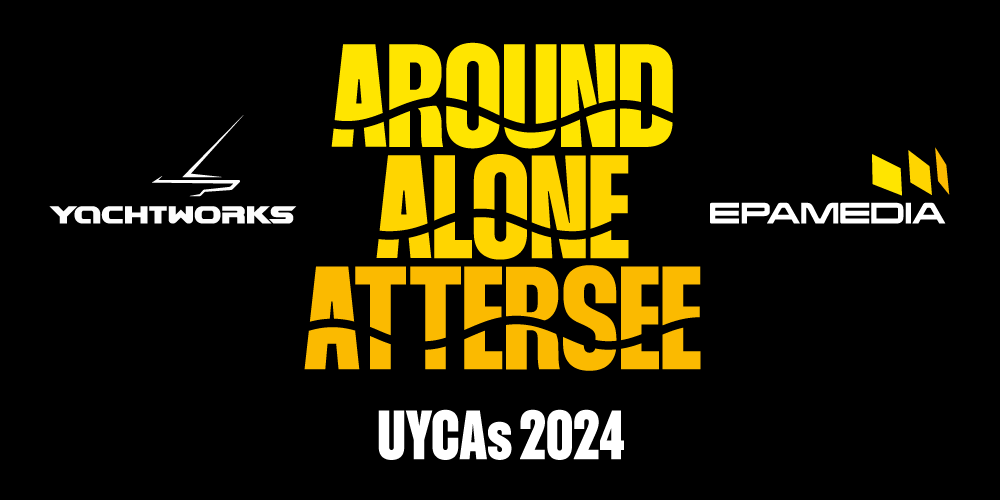 AROUND
ALONE
ATTERSEE
YACHTWORKS
EPAMEDIA
UYCAs 2024